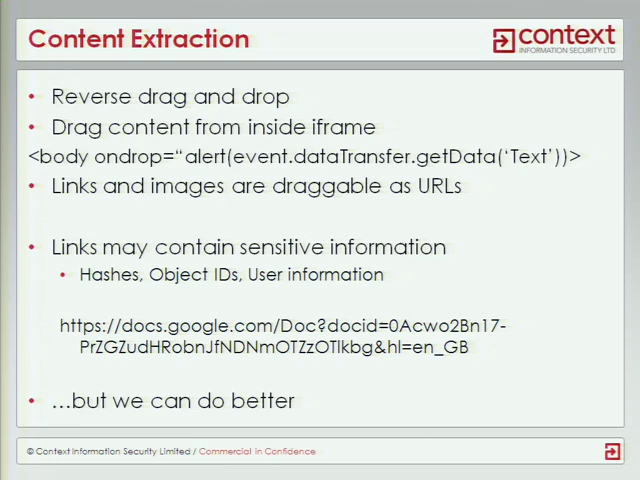 Content Extraction
context
INFORMATION SECURITY LTD
• Reverse drag and drop
• Drag content from inside iframe
<body ondrop=“alert(event.dataTransfer.getData(‘Text’))>
• Links and images are draggable as URLs
• Links may contain sensitive information
• Hashes, Object IDs, User information
https://docs.google.com/Doc?docid=0Acwo2Bn17-
PrZGZudHRobnJfNDNmOTZzOTlkbg&hl=en_GB
• …but we can do better
© Context Information Security Limited / Commercial in Confidence